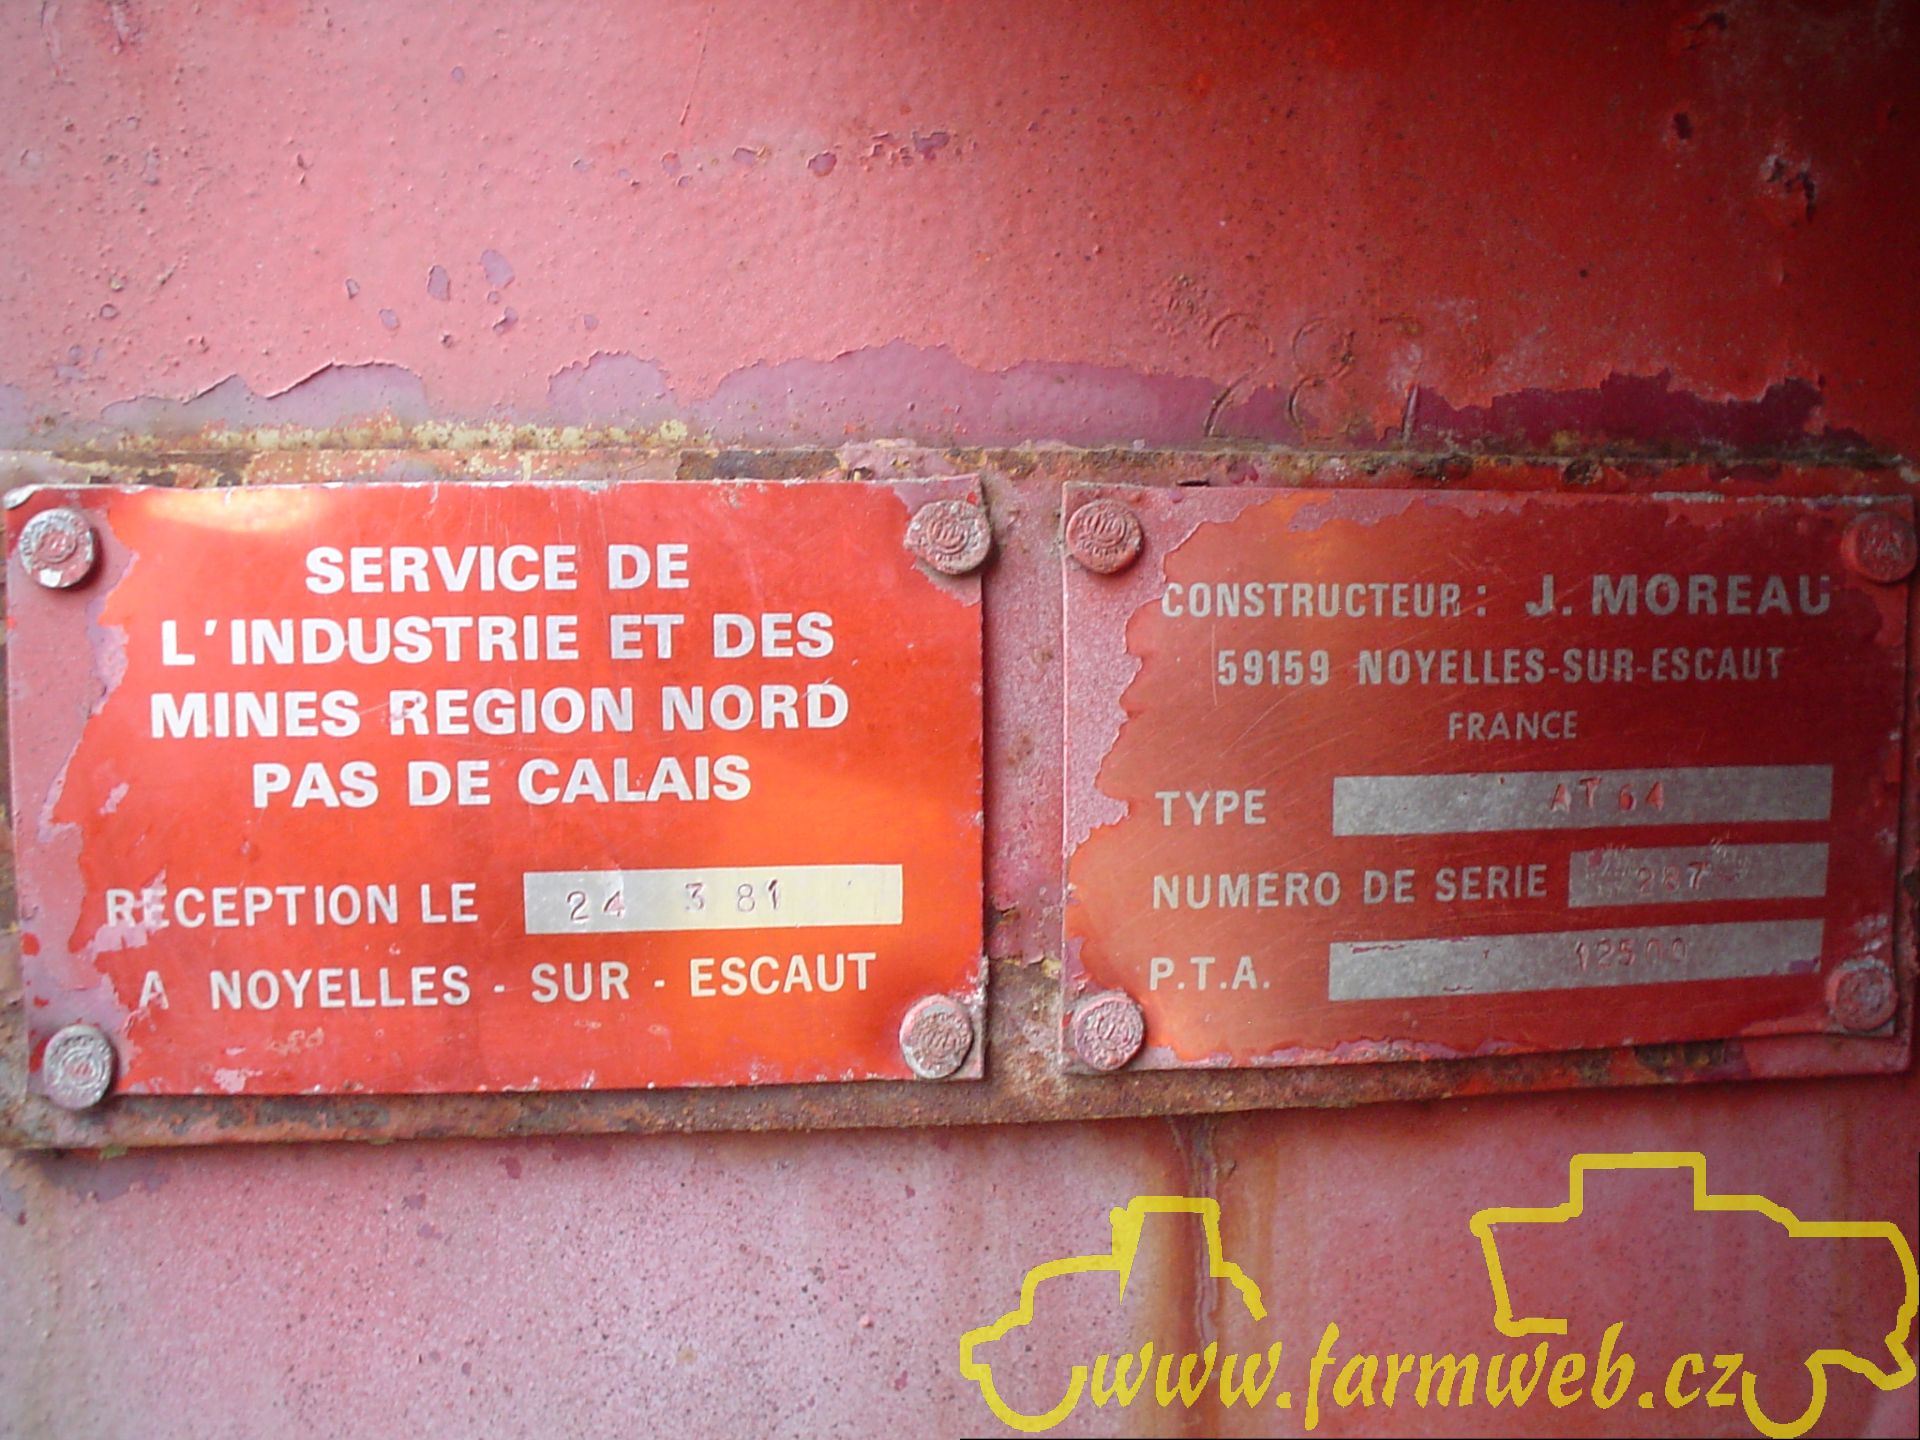 287
SERVICE DE
L'INDUSTRIE ET DES
MINES REGION NORD
PAS DE CALAIS
RECEPTION LE 24 3 81
A NOYELLES - SUR - ESCAUT
CONSTRUCTEUR: J. MOREAU
59159 NOYELLES-SUR-ESCAUT
FRANCE
TYPE AT 64
NUMERO DE SERIE 287
P.T.A. 12500
www.farmweb.cz